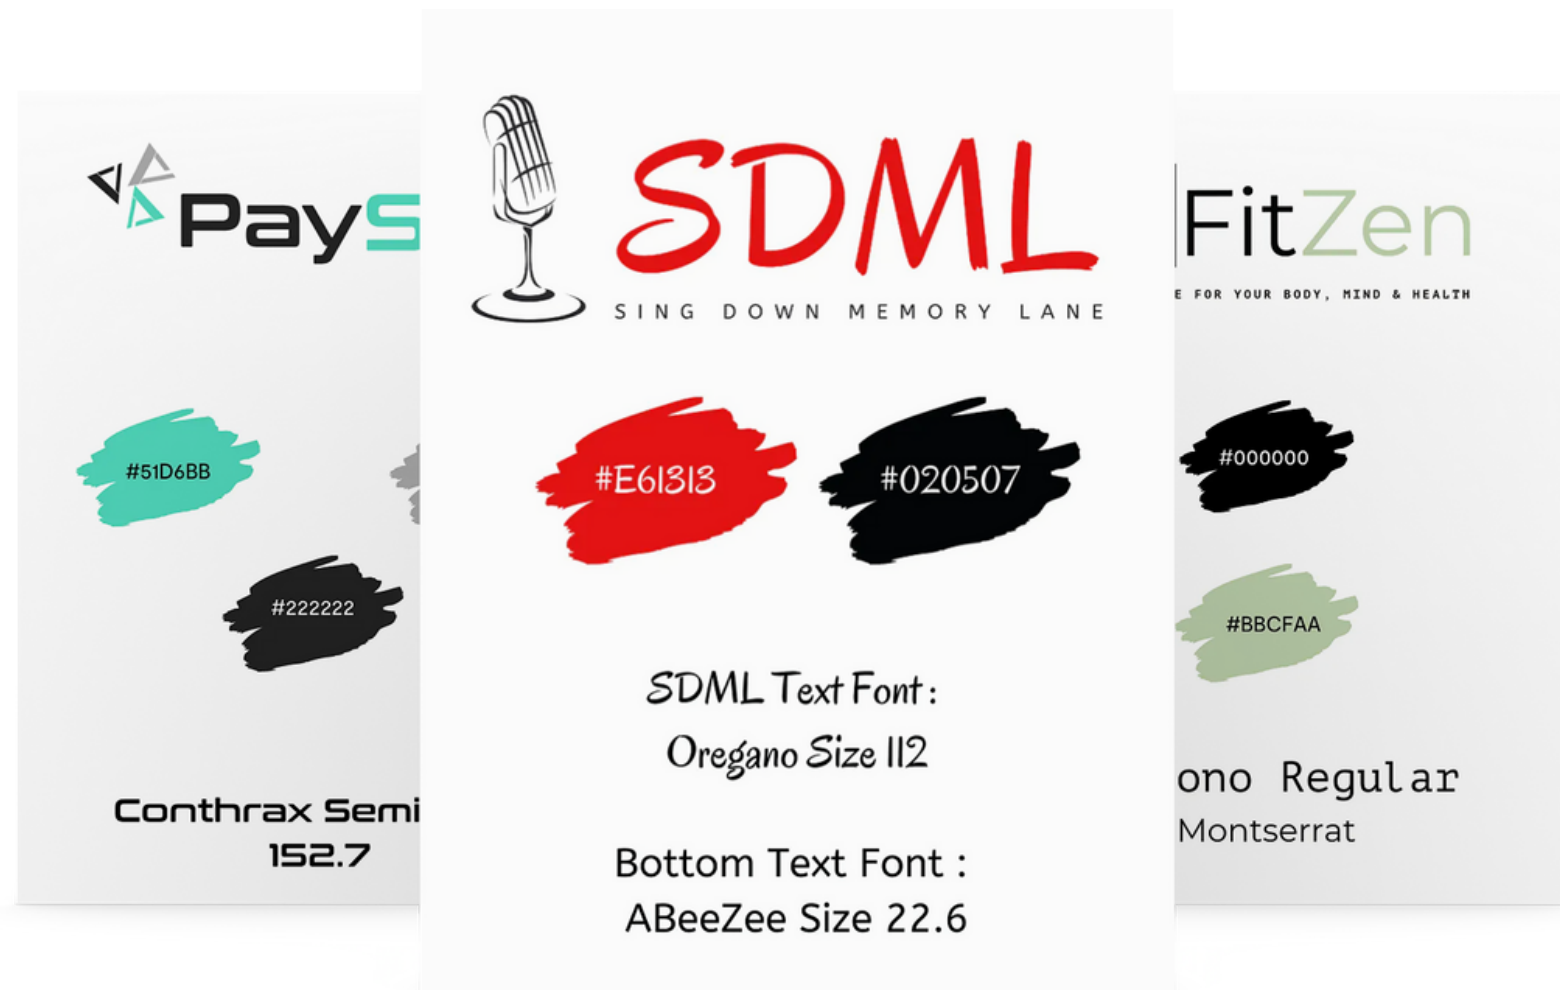 PayS
#51D6BB
#222222
Conthrax Semi
152.7
SDML
SING DOWN MEMORY LANE
#E61313
#020507
SDML Text Font :
Oregano Size 112
Bottom Text Font :
ABeeZee Size 22.6
FitZen
E FOR YOUR BODY, MIND & HEALTH
#000000
#BBCFAA
ono Regular
Montserrat